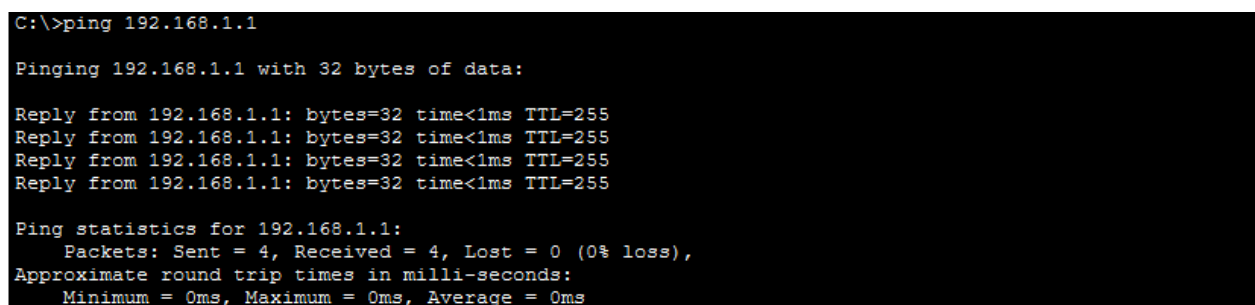 C:\>ping 192.168.1.1
Pinging 192.168.1.1 with 32 bytes of data:
Reply from 192.168.1.1: bytes=32 time<1ms TTL=255
Reply from 192.168.1.1: bytes=32 time<1ms TTL=255
Reply from 192.168.1.1: bytes=32 time<1ms TTL=255
Reply from 192.168.1.1: bytes=32 time<1ms TTL=255
Ping statistics for 192.168.1.1:
    Packets: Sent = 4, Received = 4, Lost = 0 (0% loss),
Approximate round trip times in milli-seconds:
    Minimum = 0ms, Maximum = 0ms, Average = 0ms